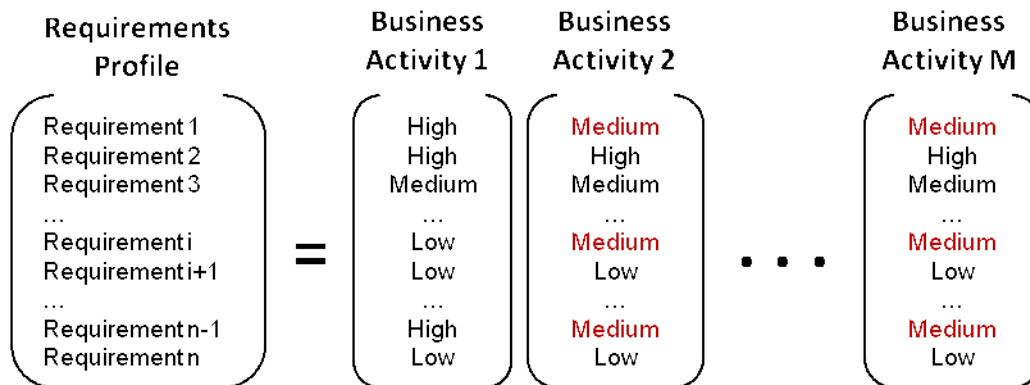 Requirements Profile
Business Activity 1
Business Activity 2
Business Activity M
Requirement 1 High Medium Medium
Requirement 2 High High High
Requirement 3 Medium Medium Medium
... ... ... ...
Requirement i Low Medium Medium
Requirement i+1 Low Low Low
... ... ... ...
Requirement n-1 High Medium Medium
Requirement n Low Low Low
= . . .